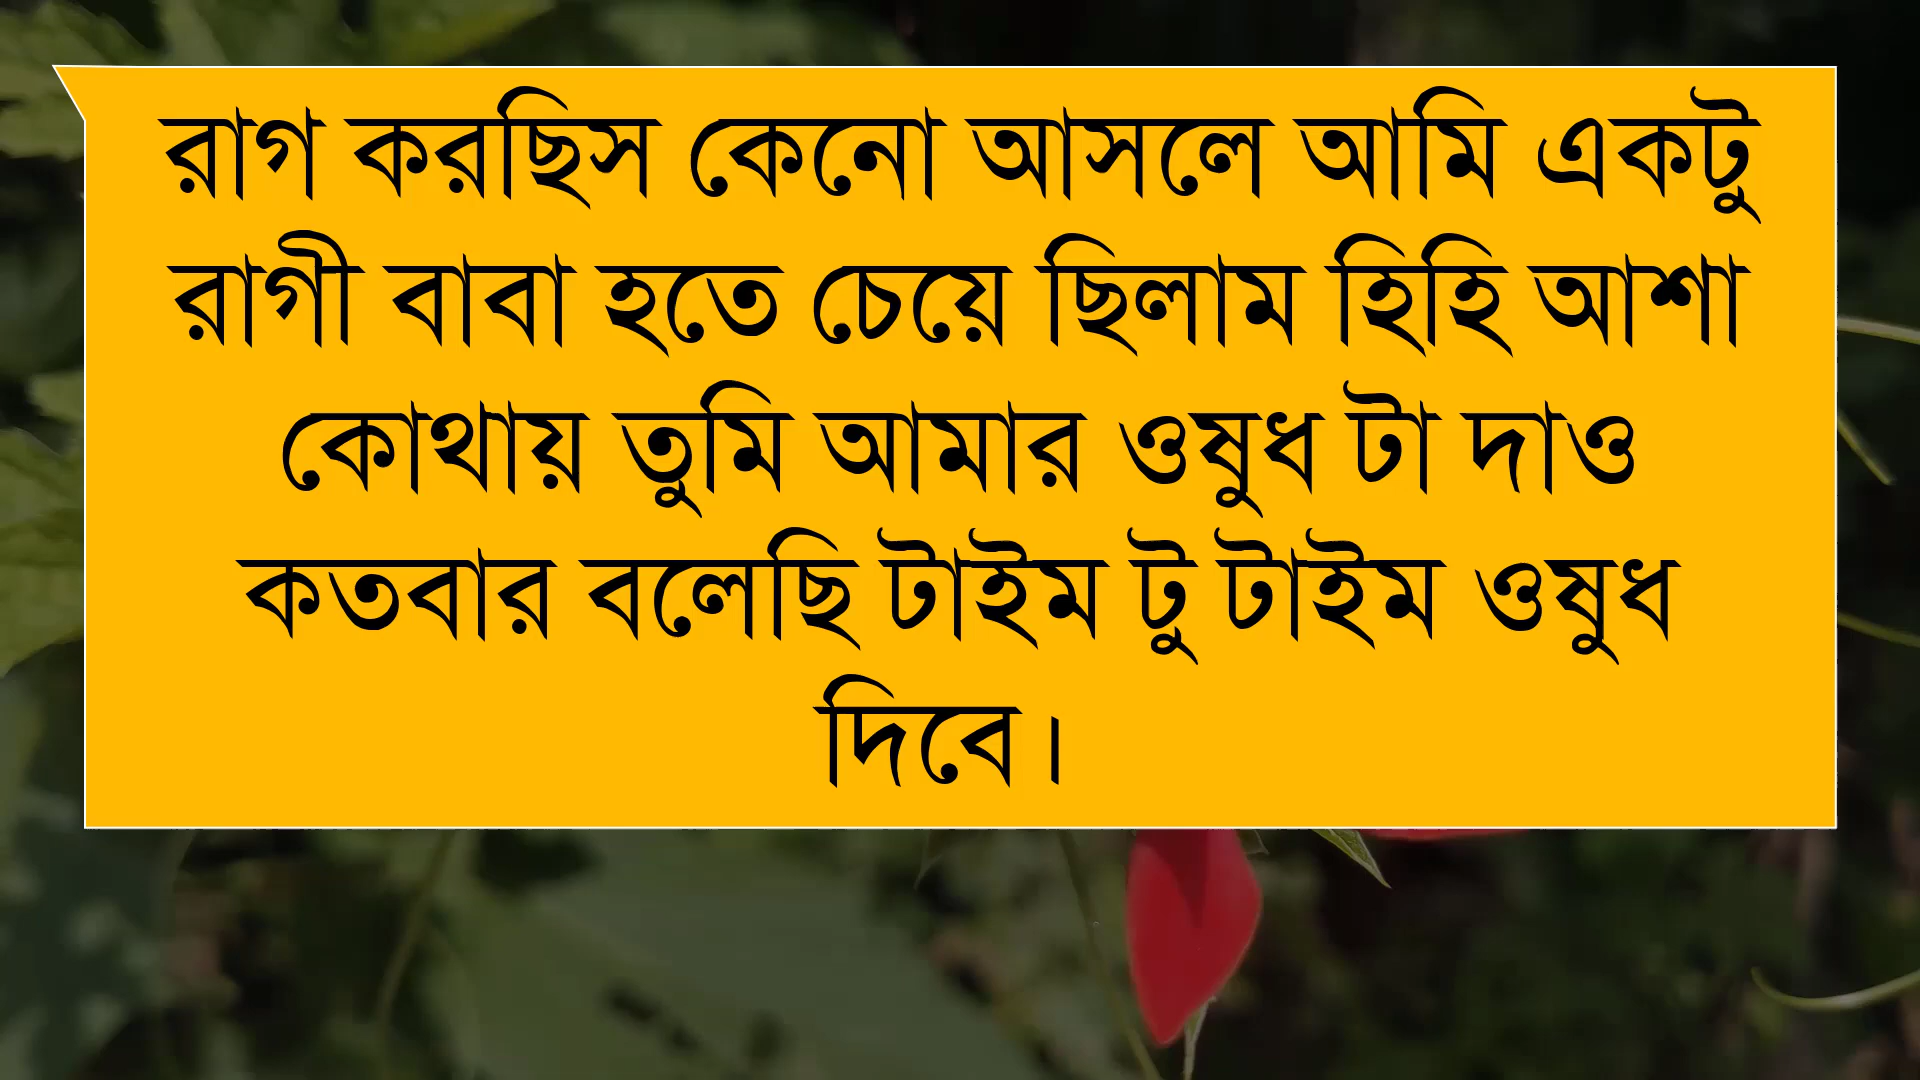 রাগ করছিস কেনো আসলে আমি একটু
রাগী বাবা হতে চেয়ে ছিলাম হিহি আশা
কোথায় তুমি আমার ওষুধ টা দাও
কতবার বলেছি টাইম টু টাইম ওষুধ
দিবে।